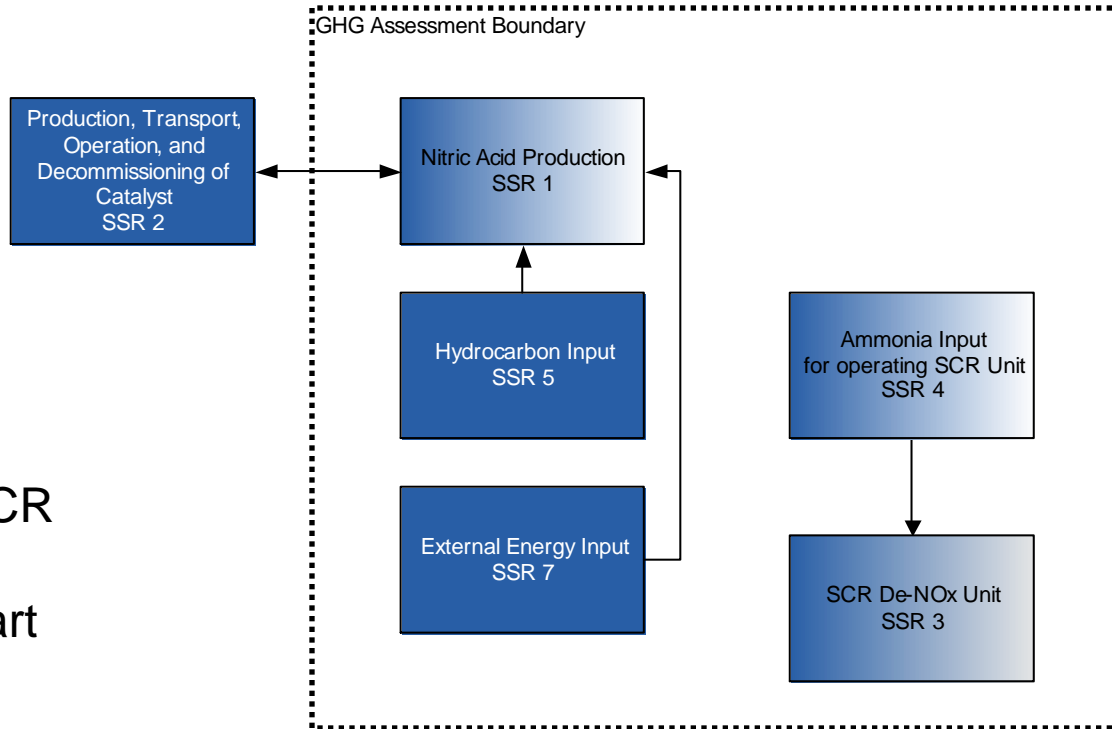 GHG Assessment Boundary
Production, Transport,
Operation, and
Decommissioning of
Catalyst
SSR 2
Nitric Acid Production
SSR 1
Hydrocarbon Input
SSR 5
Ammonia Input
for operating SCR Unit
SSR 4
External Energy Input
SSR 7
SCR De-NOx Unit
SSR 3
CR
art